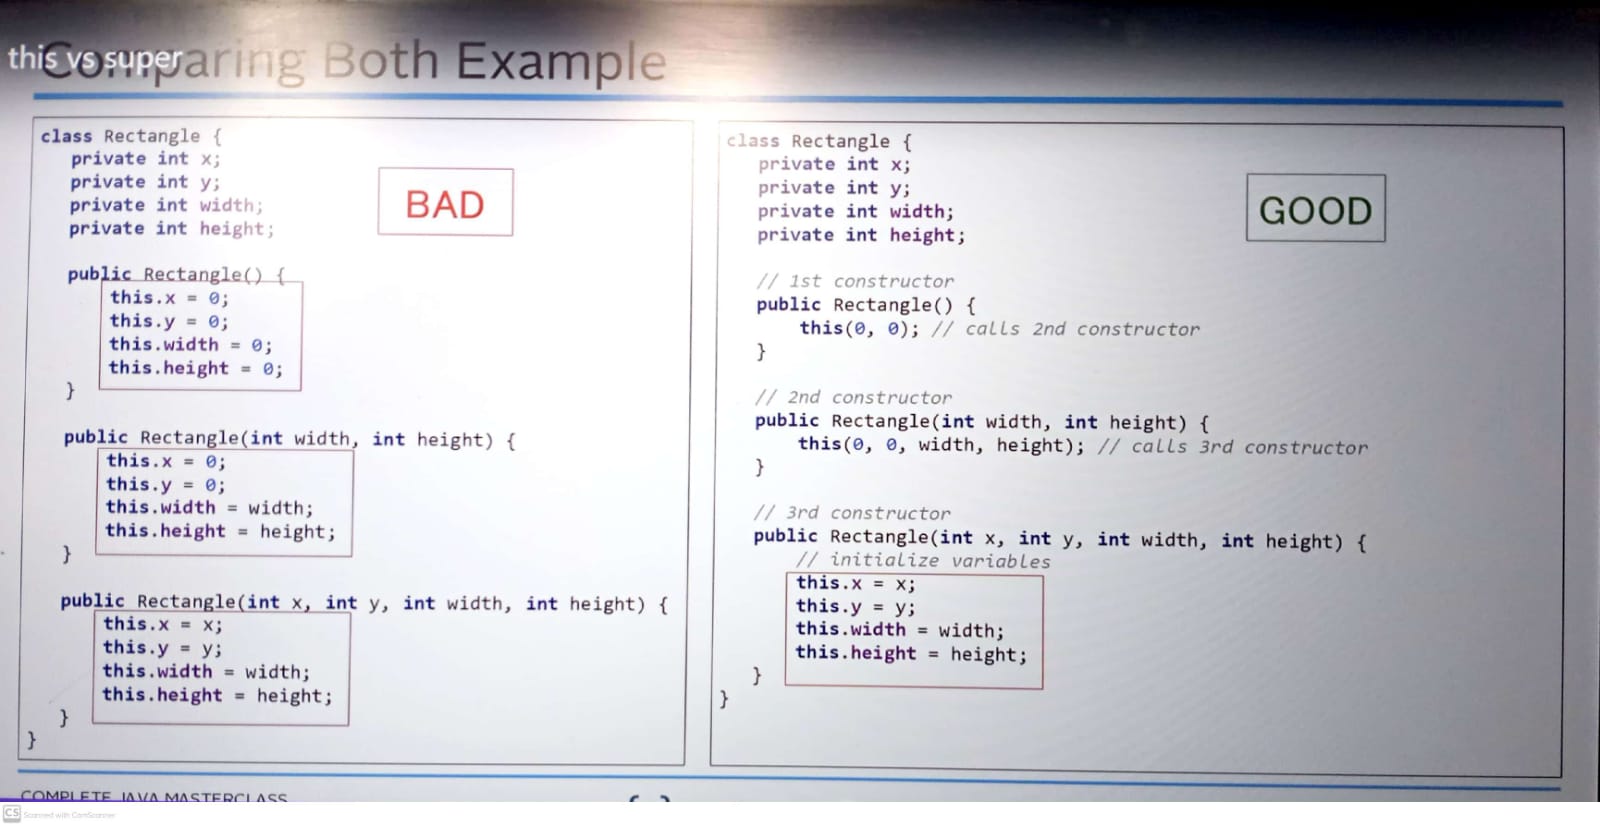 this vs super
Comparing Both Example
class Rectangle {
private int x;
private int y;
private int width;
private int height;
BAD
public Rectangle() {
this.x = 0;
this.y = 0;
this.width = 0;
this.height = 0;
}
public Rectangle(int width, int height) {
this.x = 0;
this.y = 0;
this.width = width;
this.height = height;
}
public Rectangle(int x, int y, int width, int height) {
this.x = x;
this.y = y;
this.width = width;
this.height = height;
}
}
class Rectangle {
private int x;
private int y;
private int width;
private int height;
GOOD
// 1st constructor
public Rectangle() {
this(0, 0); // calls 2nd constructor
}
// 2nd constructor
public Rectangle(int width, int height) {
this(0, 0, width, height); // calls 3rd constructor
}
// 3rd constructor
public Rectangle(int x, int y, int width, int height) {
// initialize variables
this.x = x;
this.y = y;
this.width = width;
this.height = height;
}
}
COMPLETE JAVA MASTERCLASS
CS Scanned with CamScanner